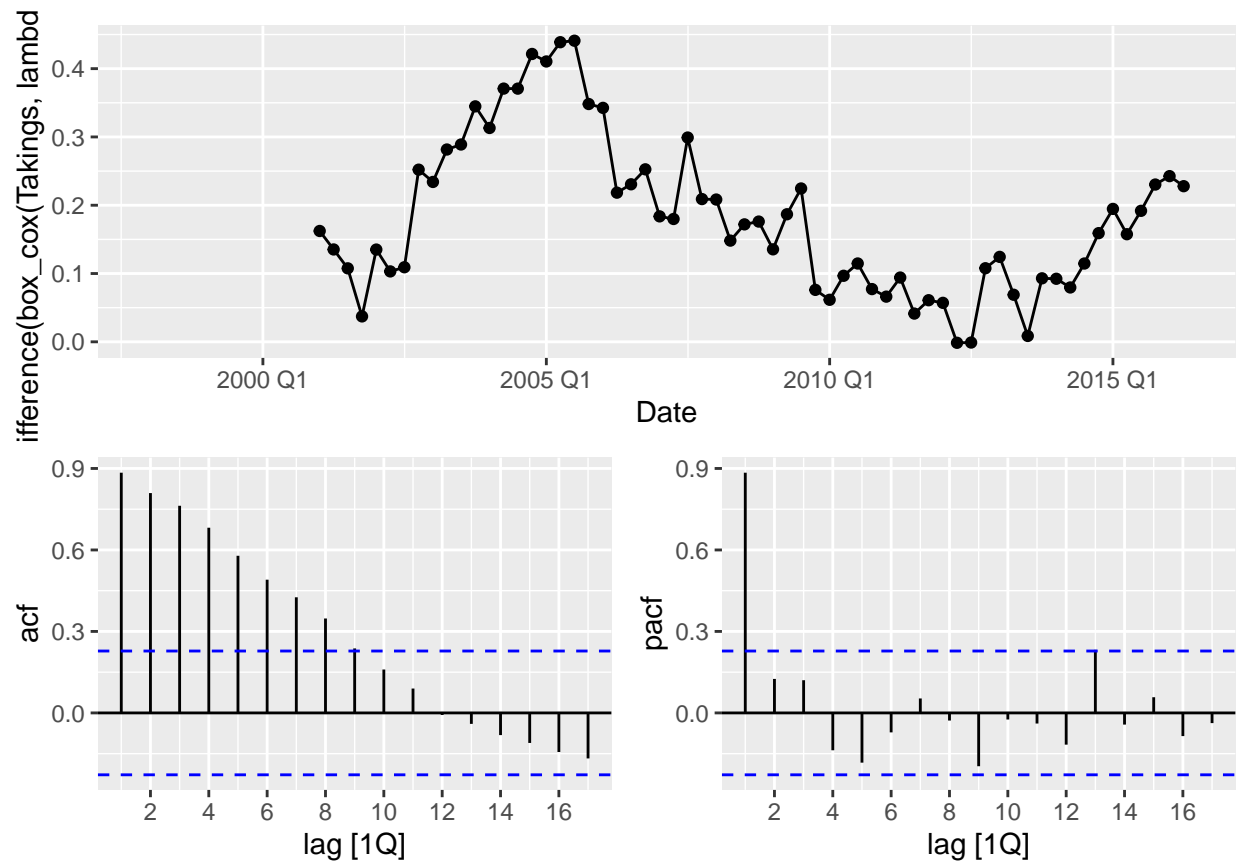 ifference(box_cox(Takings, lambd
0.4
0.3
0.2
0.1
0.0
2000 Q1 2005 Q1 2010 Q1 2015 Q1
Date
acf
0.9
0.6
0.3
0.0
2 4 6 8 10 12 14 16
lag [1Q]
pacf
0.9
0.6
0.3
0.0
2 4 6 8 10 12 14 16
lag [1Q]